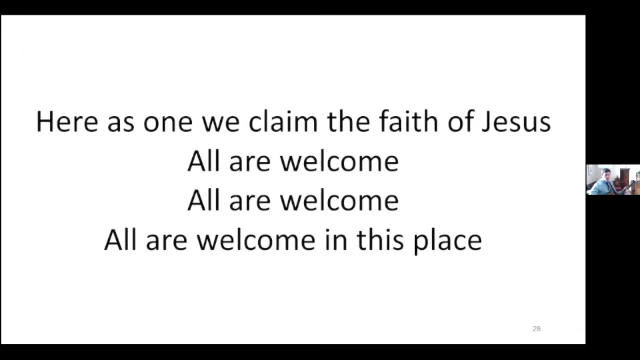 Here as one we claim the faith of Jesus
All are welcome
All are welcome
All are welcome in this place
28